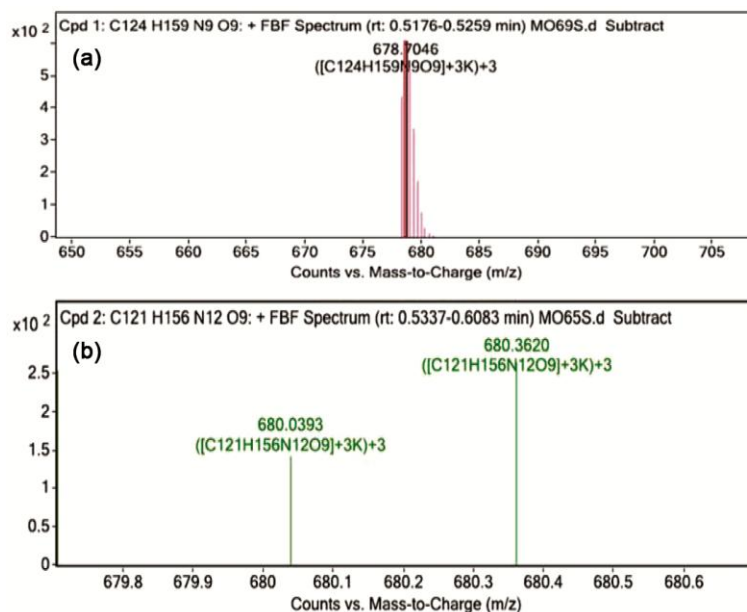 Cpd 1: C124 H159 N9 O9: + FBF Spectrum (rt: 0.5176-0.5259 min) MO69S.d Subtract
x10 2
(a)
678.7046
([C124H159N9O9]+3K)+3
5
4
3
2
1
0
650 655 660 665 670 675 680 685 690 695 700 705
Counts vs. Mass-to-Charge (m/z)
Cpd 2: C121 H156 N12 O9: + FBF Spectrum (rt: 0.5337-0.6083 min) MO65S.d Subtract
x10 2
(b)
680.3620
([C121H156N12O9]+3K)+3
2.5
680.0393
([C121H156N12O9]+3K)+3
2
1.5
1
0.5
0
679.8 679.9 680 680.1 680.2 680.3 680.4 680.5 680.6
Counts vs. Mass-to-Charge (m/z)